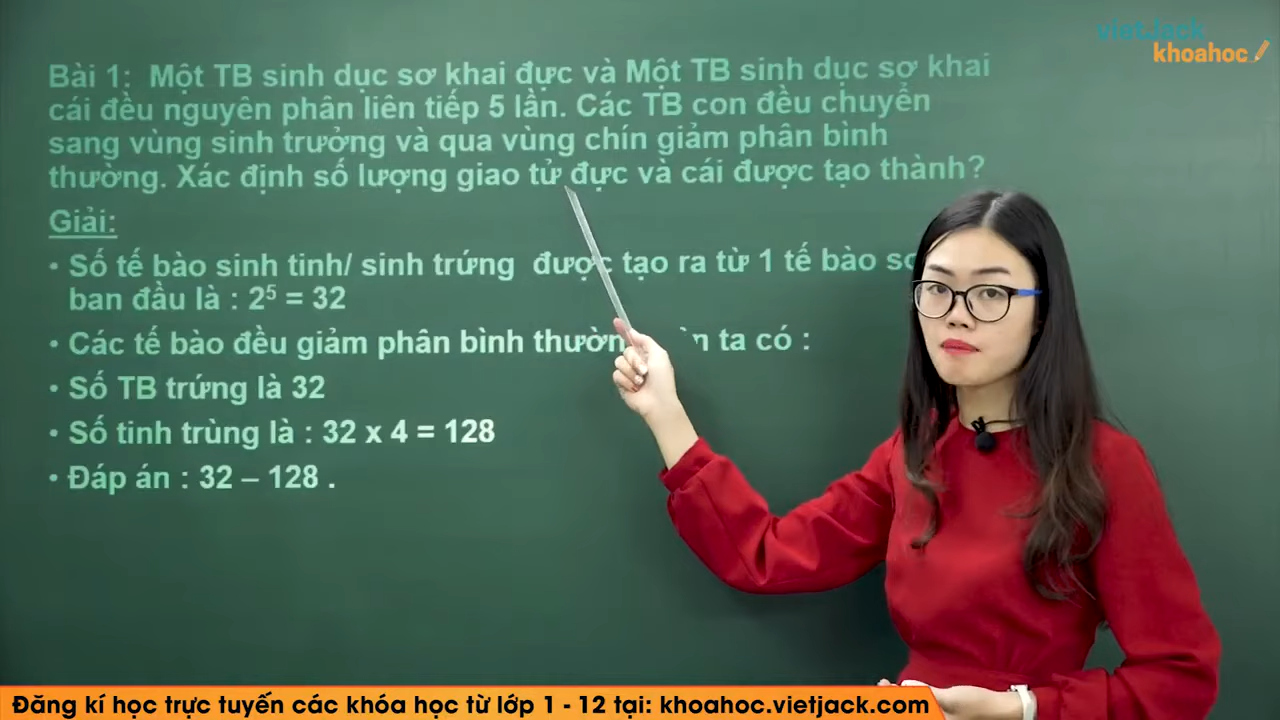 vietJack
khoahoc
Bài 1: Một TB sinh dục sơ khai đực và Một TB sinh dục sơ khai
cái đều nguyên phân liên tiếp 5 lần. Các TB con đều chuyển
sang vùng sinh trưởng và qua vùng chín giảm phân bình
thường. Xác định số lượng giao tử đực và cái được tạo thành?
Giải:
• Số tế bào sinh tinh/ sinh trứng được tạo ra từ 1 tế bào
ban đầu là : 2⁵ = 32
• Các tế bào đều giảm phân bình ta có :
• Số TB trứng là 32
• Số tinh trùng là : 32 x 4 = 128
• Đáp án : 32 – 128 .
Đăng kí học trực tuyến các khóa học từ lớp 1 - 12 tại: khoahoc.vietjack.com